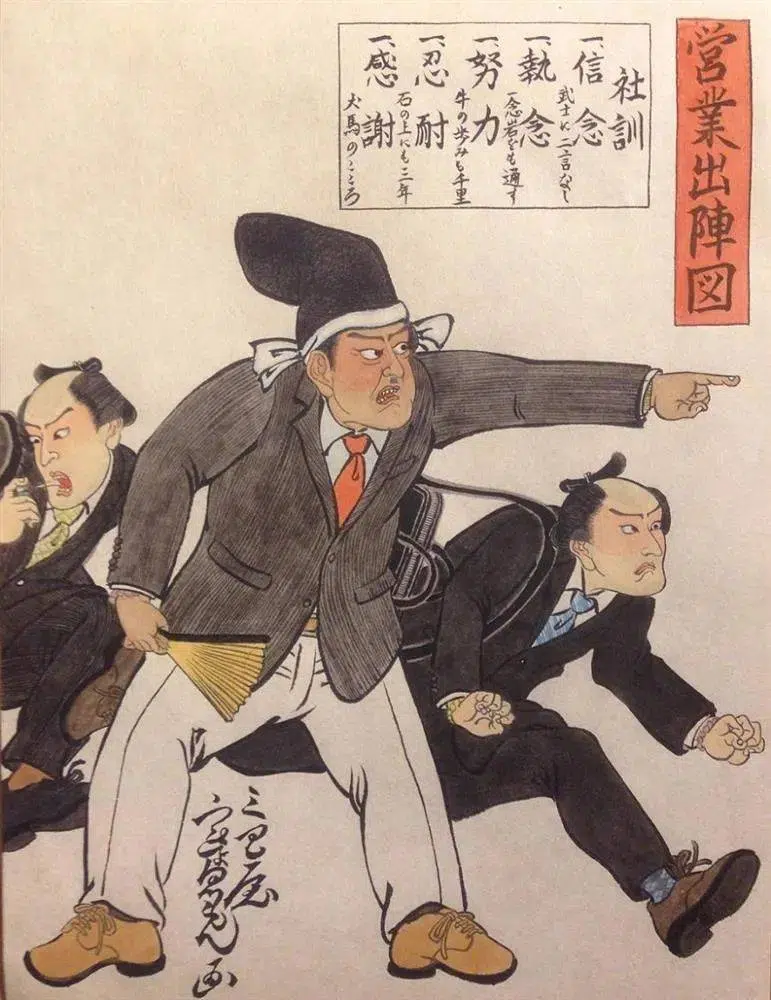 営業出陣図
社訓
一、信念
武士に二言なし
一、執念
一念岩をも通す
一、努力
牛の歩みも千里
一、忍耐
石の上にも三年
一、感謝
犬馬のこころ
画